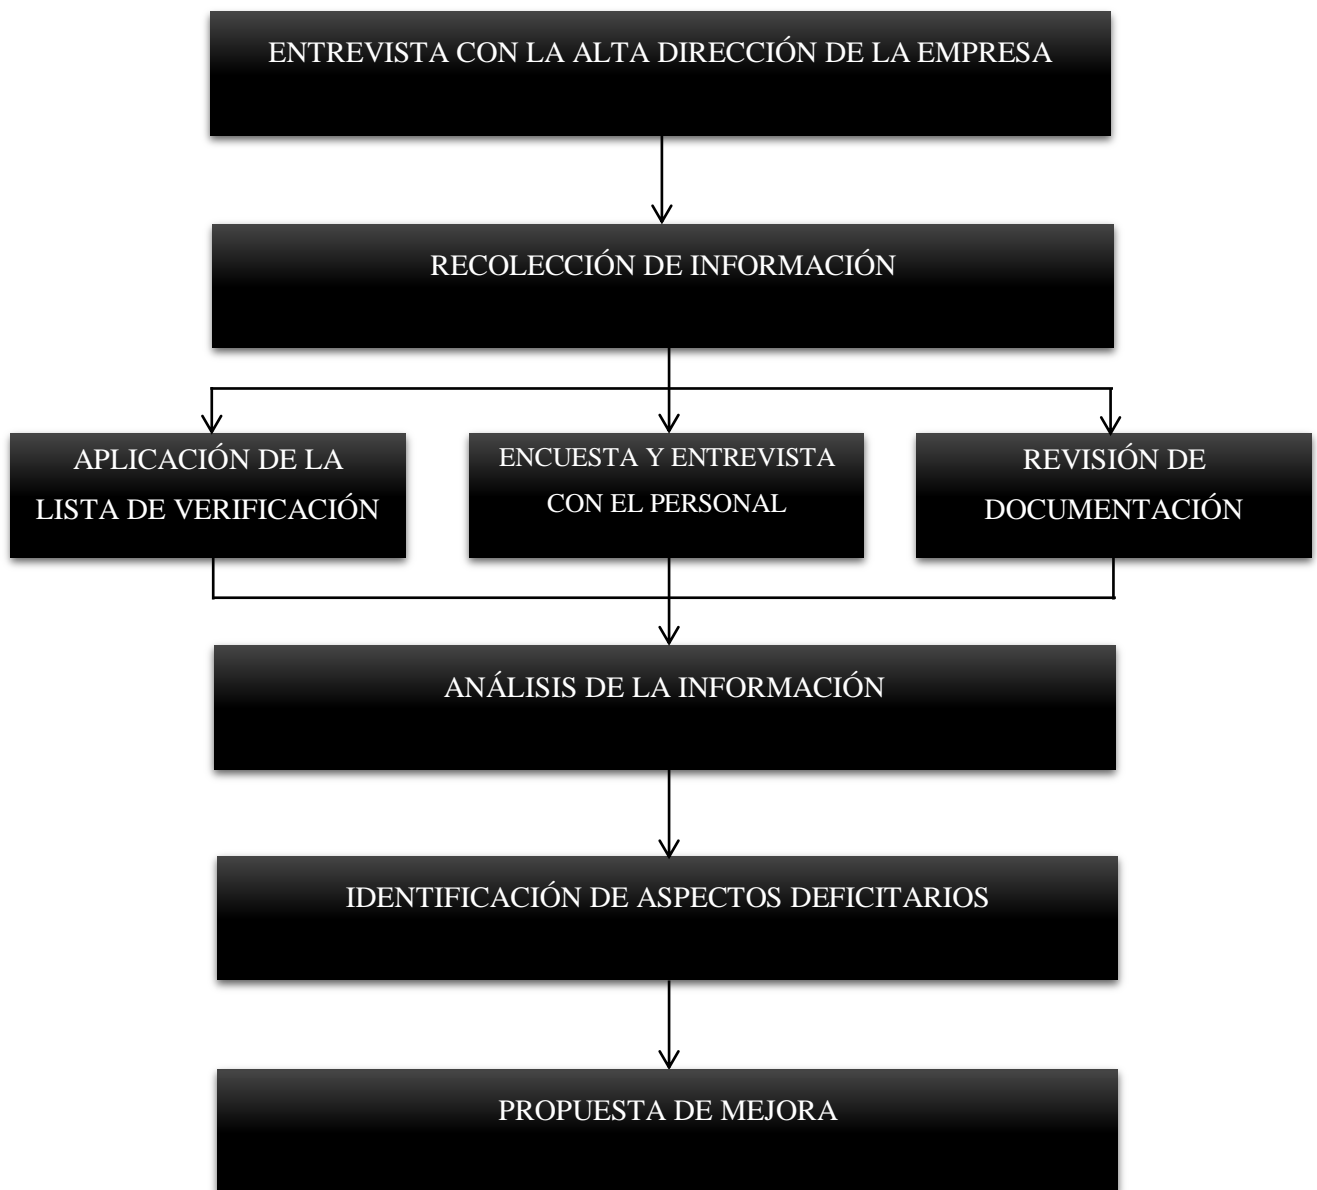 ENTREVISTA CON LA ALTA DIRECCIÓN DE LA EMPRESA
RECOLECCIÓN DE INFORMACIÓN
APLICACIÓN DE LA
LISTA DE VERIFICACIÓN
ENCUESTA Y ENTREVISTA
CON EL PERSONAL
REVISIÓN DE
DOCUMENTACIÓN
ANÁLISIS DE LA INFORMACIÓN
IDENTIFICACIÓN DE ASPECTOS DEFICITARIOS
PROPUESTA DE MEJORA